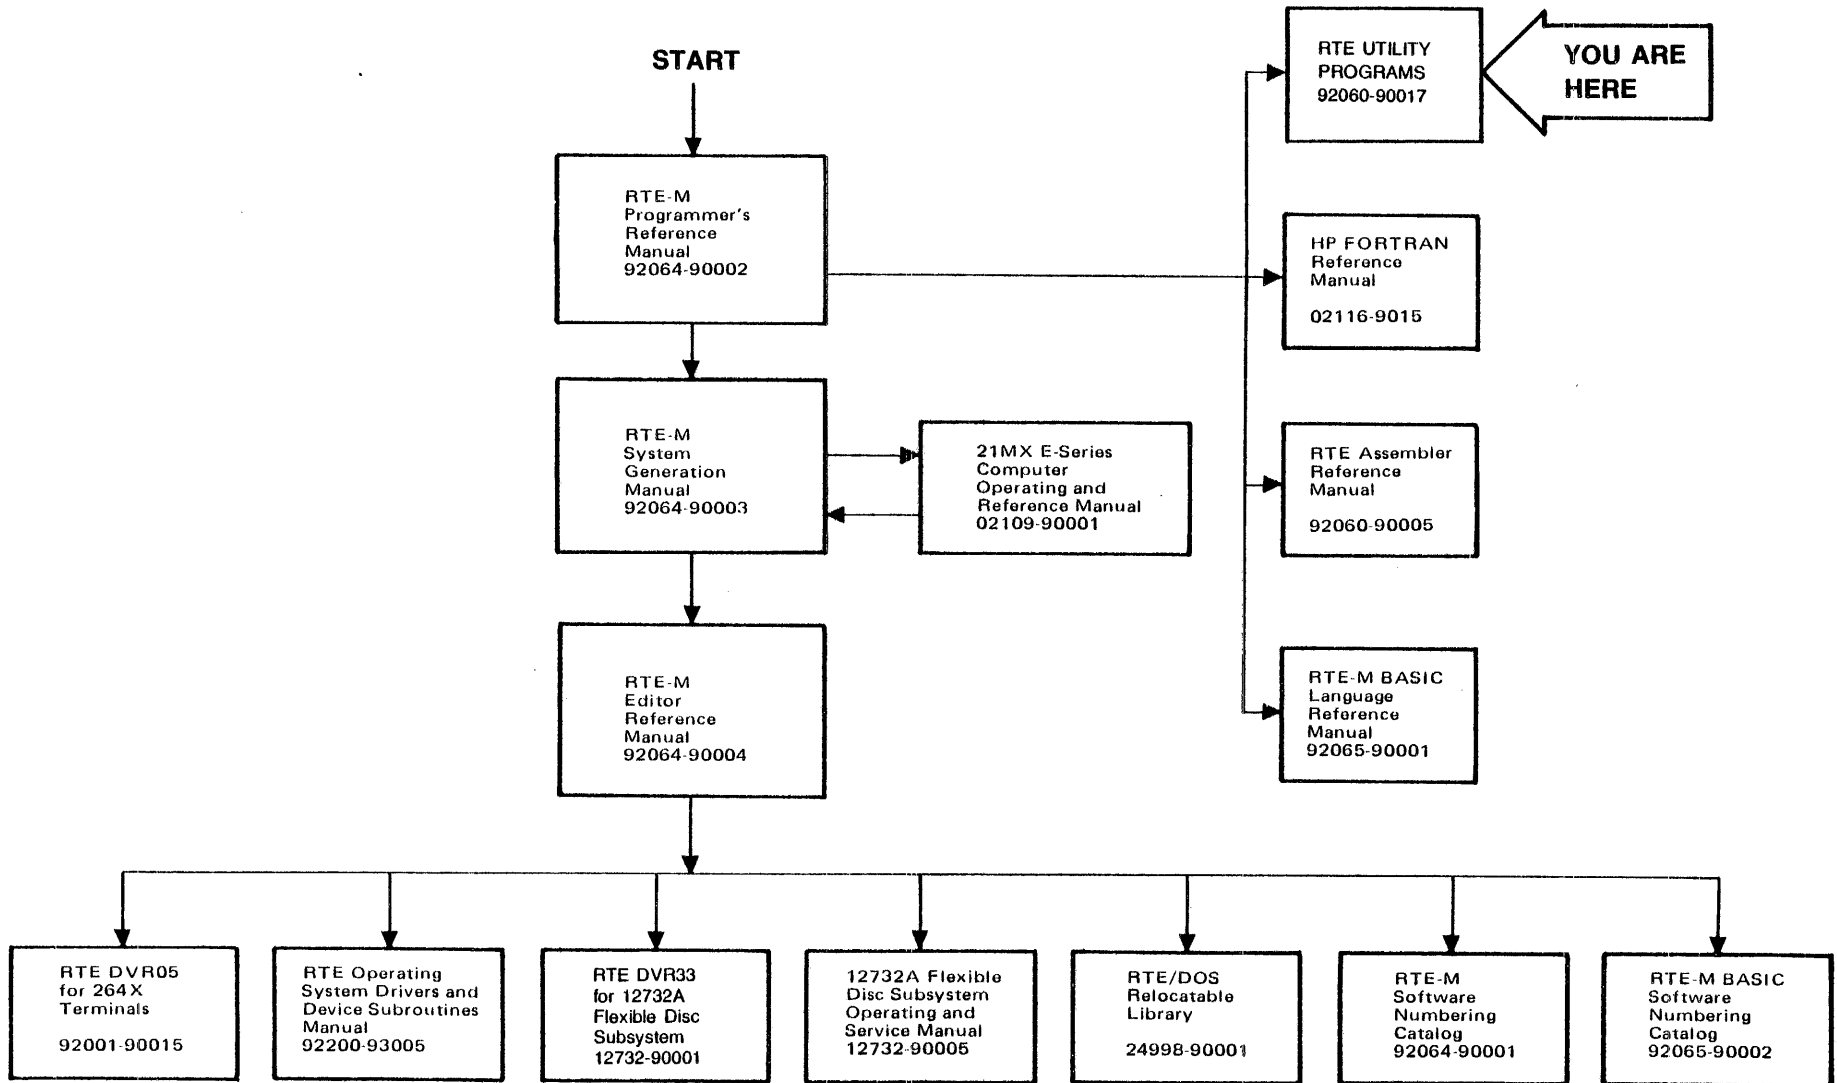 START
RTE UTILITY
PROGRAMS
92060-90017
YOU ARE
HERE
RTE-M
Programmer's
Reference
Manual
92064-90002
HP FORTRAN
Reference
Manual
02116-9015
RTE-M
System
Generation
Manual
92064-90003
21MX E-Series
Computer
Operating and
Reference Manual
02109-90001
RTE Assembler
Reference
Manual
92060-90005
RTE-M
Editor
Reference
Manual
92064-90004
RTE-M BASIC
Language
Reference
Manual
92065-90001
RTE DVR05
for 264X
Terminals
92001-90015
RTE Operating
System Drivers and
Device Subroutines
Manual
92200-93005
RTE DVR33
for 12732A
Flexible Disc
Subsystem
12732-90001
12732A Flexible
Disc Subsystem
Operating and
Service Manual
12732-90005
RTE/DOS
Relocatable
Library
24998-90001
RTE-M
Software
Numbering
Catalog
92064-90001
RTE-M BASIC
Software
Numbering
Catalog
92065-90002